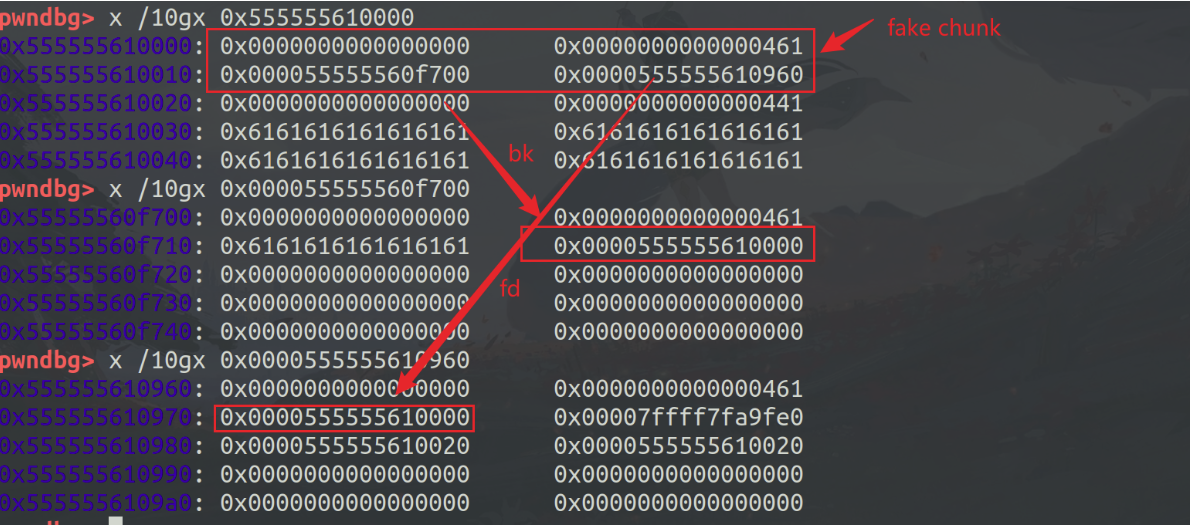 pwndbg> x /10gx 0x555555610000
fake chunk
0x555555610000: 0x0000000000000000 0x0000000000000461
0x555555610010: 0x000055555560f700 0x0000555555610960
0x555555610020: 0x0000000000000000 0x0000000000000441
0x555555610030: 0x6161616161616161 0x6161616161616161
0x555555610040: 0x6161616161616161 0x6161616161616161
bk
pwndbg> x /10gx 0x000055555560f700
0x55555560f700: 0x0000000000000000 0x0000000000000461
0x55555560f710: 0x6161616161616161 0x0000555555610000
0x55555560f720: 0x0000000000000000 0x0000000000000000
fd
0x55555560f730: 0x0000000000000000 0x0000000000000000
0x55555560f740: 0x0000000000000000 0x0000000000000000
pwndbg> x /10gx 0x0000555555610960
0x555555610960: 0x0000000000000000 0x0000000000000461
0x555555610970: 0x0000555555610000 0x00007ffff7fa9fe0
0x555555610980: 0x0000555555610020 0x0000555555610020
0x555555610990: 0x0000000000000000 0x0000000000000000
0x5555556109a0: 0x0000000000000000 0x0000000000000000